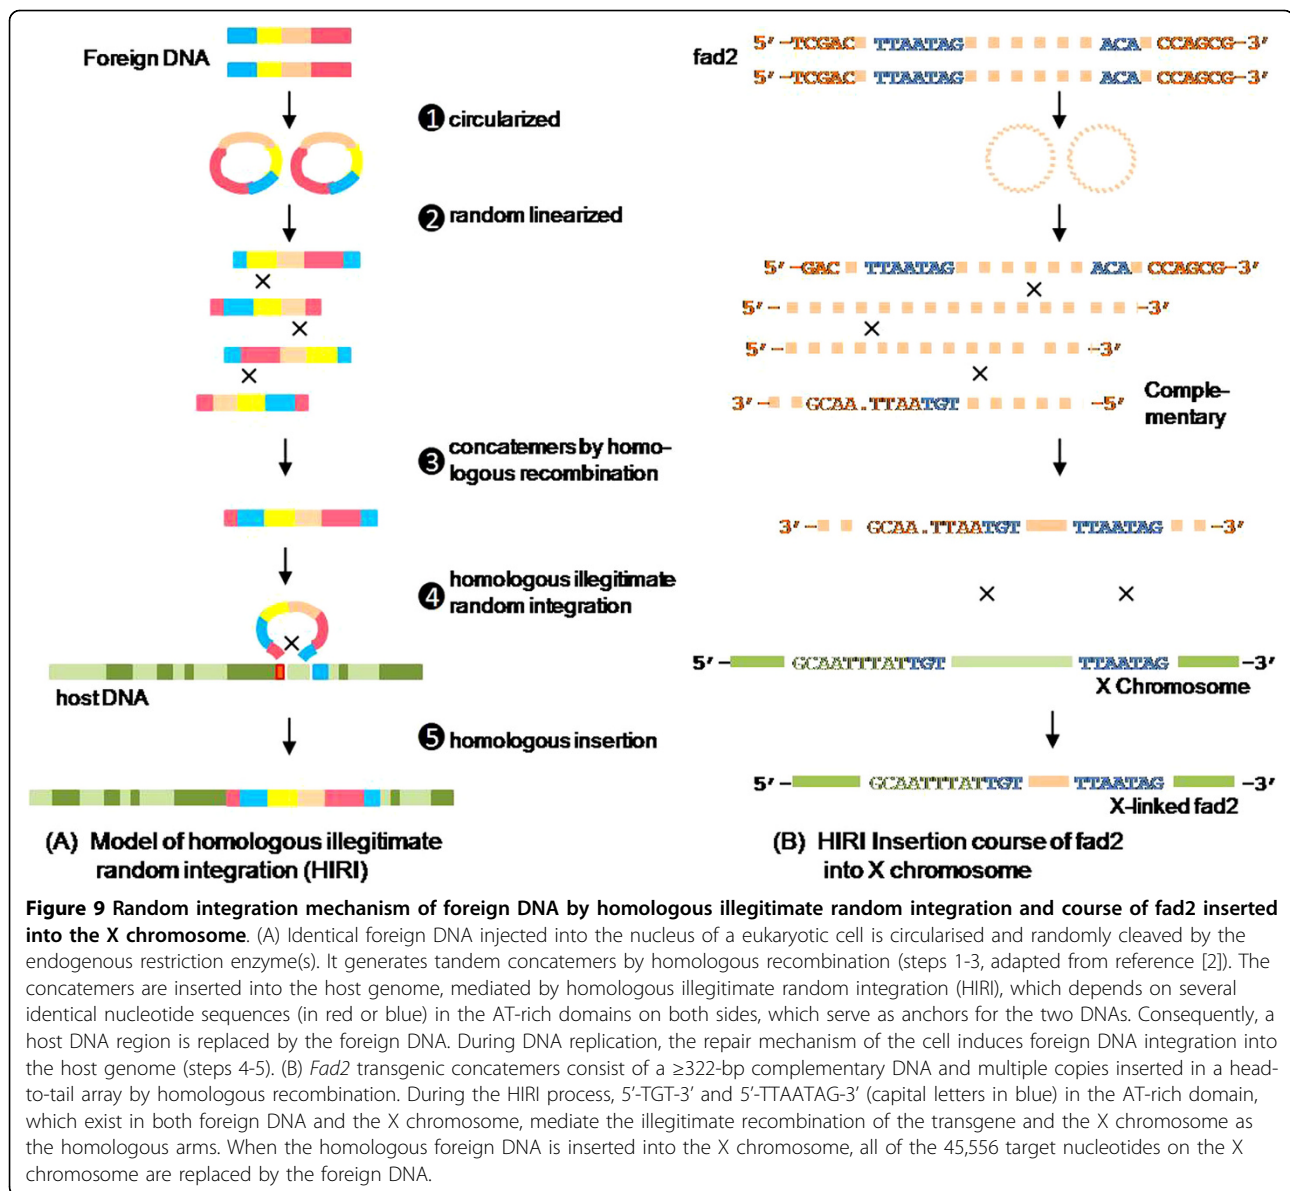 Foreign DNA
❶ circularized
❷ random linearized
❸ concatemers by homo-
logous recombination
❹ homologous illegitimate
random integration
host DNA
❺ homologous insertion
(A) Model of homologous illegitimate
random integration (HIRI)
fad2
5′-TCGAC TTAATAG ACA CCAGCG-3′
5′-TCGAC TTAATAG ACA CCAGCG-3′
5′-GAC TTAATAG ACA CCAGCG-3′
5′- -3′
5′- -3′
3′- GCAA.TTAATGT -5′
Comple-
mentary
3′- GCAA.TTAATGT TTAATAG -3′
5′- GCAATTTATTGT TTAATAG -3′
X Chromosome
5′- GCAATTTATTGT TTAATAG -3′
X-linked fad2
(B) HIRI Insertion course of fad2
into X chromosome
Figure 9 Random integration mechanism of foreign DNA by homologous illegitimate random integration and course of fad2 inserted
into the X chromosome. (A) Identical foreign DNA injected into the nucleus of a eukaryotic cell is circularised and randomly cleaved by the
endogenous restriction enzyme(s). It generates tandem concatemers by homologous recombination (steps 1-3, adapted from reference [2]). The
concatemers are inserted into the host genome, mediated by homologous illegitimate random integration (HIRI), which depends on several
identical nucleotide sequences (in red or blue) in the AT-rich domains on both sides, which serve as anchors for the two DNAs. Consequently, a
host DNA region is replaced by the foreign DNA. During DNA replication, the repair mechanism of the cell induces foreign DNA integration into
the host genome (steps 4-5). (B) Fad2 transgenic concatemers consist of a ≥322-bp complementary DNA and multiple copies inserted in a head-
to-tail array by homologous recombination. During the HIRI process, 5′-TGT-3′ and 5′-TTAATAG-3′ (capital letters in blue) in the AT-rich domain,
which exist in both foreign DNA and the X chromosome, mediate the illegitimate recombination of the transgene and the X chromosome as
the homologous arms. When the homologous foreign DNA is inserted into the X chromosome, all of the 45,556 target nucleotides on the X
chromosome are replaced by the foreign DNA.